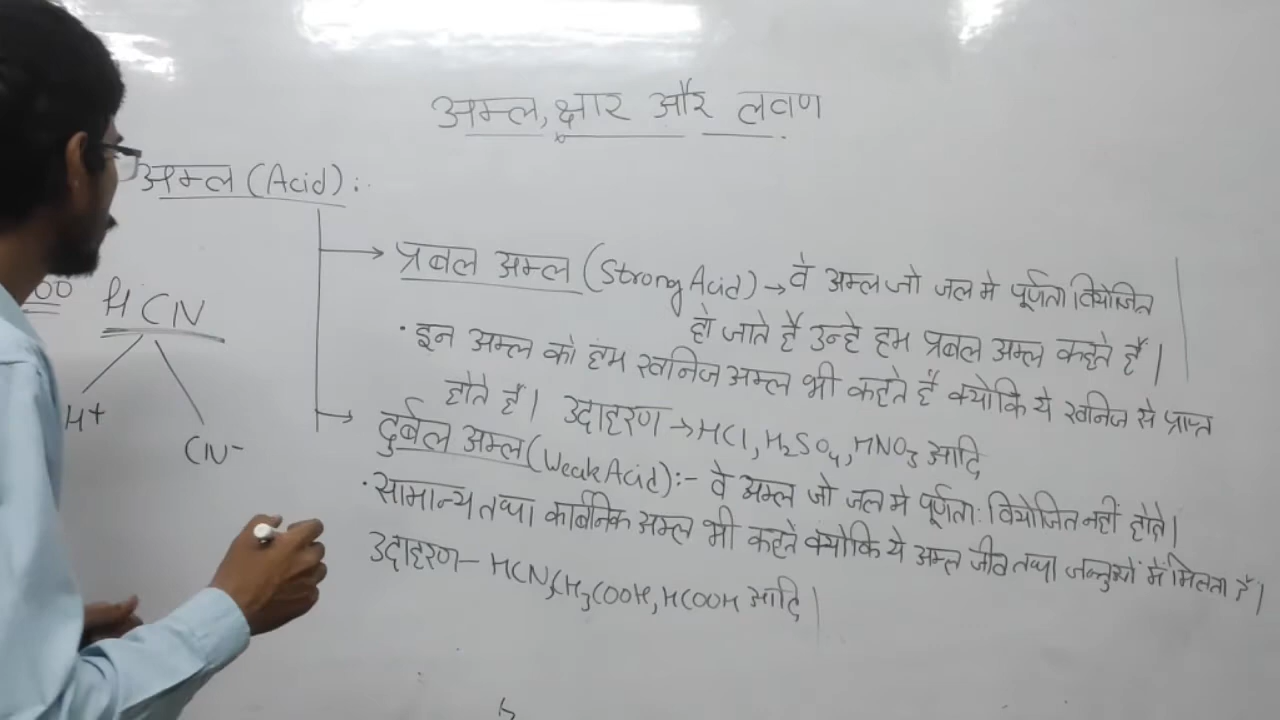 अम्ल, क्षार और लवण
अम्ल (Acid) :-
→ प्रबल अम्ल (Strong Acid) → वे अम्ल जो जल मे पूर्णता वियोजित
हो जाते है उन्हे हम प्रबल अम्ल कहते हैं।
· इन अम्ल को हम खनिज अम्ल भी कहते है क्योकि ये खनिज से प्राप्त
होते हैं। उदाहरण → HCl, H₂SO₄, HNO₃ आदि
→ दुर्बल अम्ल (Weak Acid) :- वे अम्ल जो जल मे पूर्णता: वियोजित नहीं होते।
· सामान्य तथा कार्बनिक अम्ल भी कहते क्योकि ये अम्ल जीव तथा जन्तुओं में मिलता है।
उदाहरण - HCN, CH₃COOH, HCOOH आदि।
HCN
H+
CN-